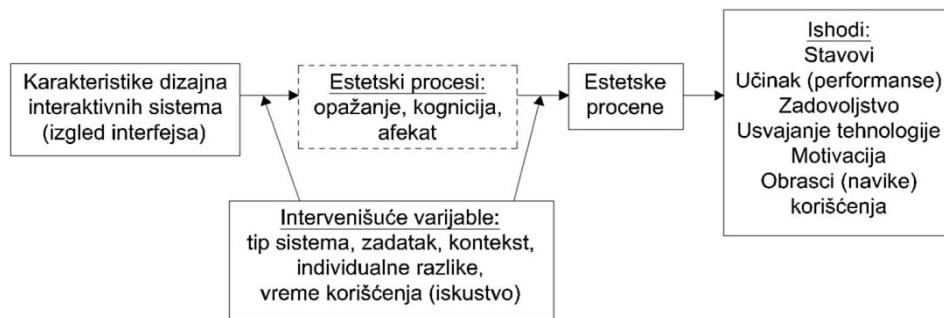 Karakteristike dizajna
interaktivnih sistema
(izgled interfejsa)
Estetski procesi:
opažanje, kognicija,
afekat
Estetske
procene
Ishodi:
Stavovi
Učinak (performanse)
Zadovoljstvo
Usvajanje tehnologije
Motivacija
Obrasci (navike)
korišćenja
Intervenišuće varijable:
tip sistema, zadatak, kontekst,
individualne razlike,
vreme korišćenja (iskustvo)